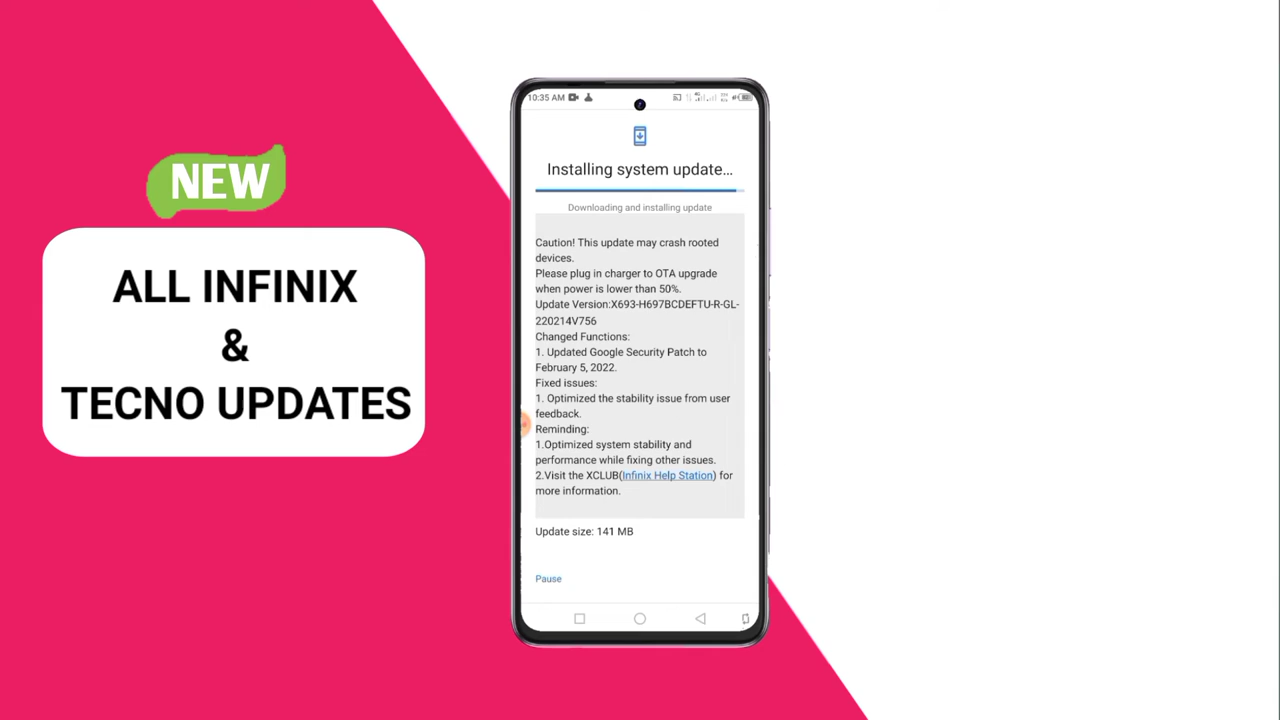 NEW
ALL INFINIX
&
TECNO UPDATES
10:35 AM
Installing system update…
Downloading and installing update
Caution! This update may crash rooted
devices.
Please plug in charger to OTA upgrade
when power is lower than 50%.
Update Version:X693-H697BCDEFTU-R-GL-
220214V756
Changed Functions:
1. Updated Google Security Patch to
February 5, 2022.
Fixed issues:
1. Optimized the stability issue from user
feedback.
Reminding:
1.Optimized system stability and
performance while fixing other issues.
2.Visit the XCLUB(Infinix Help Station) for
more information.
Update size: 141 MB
Pause